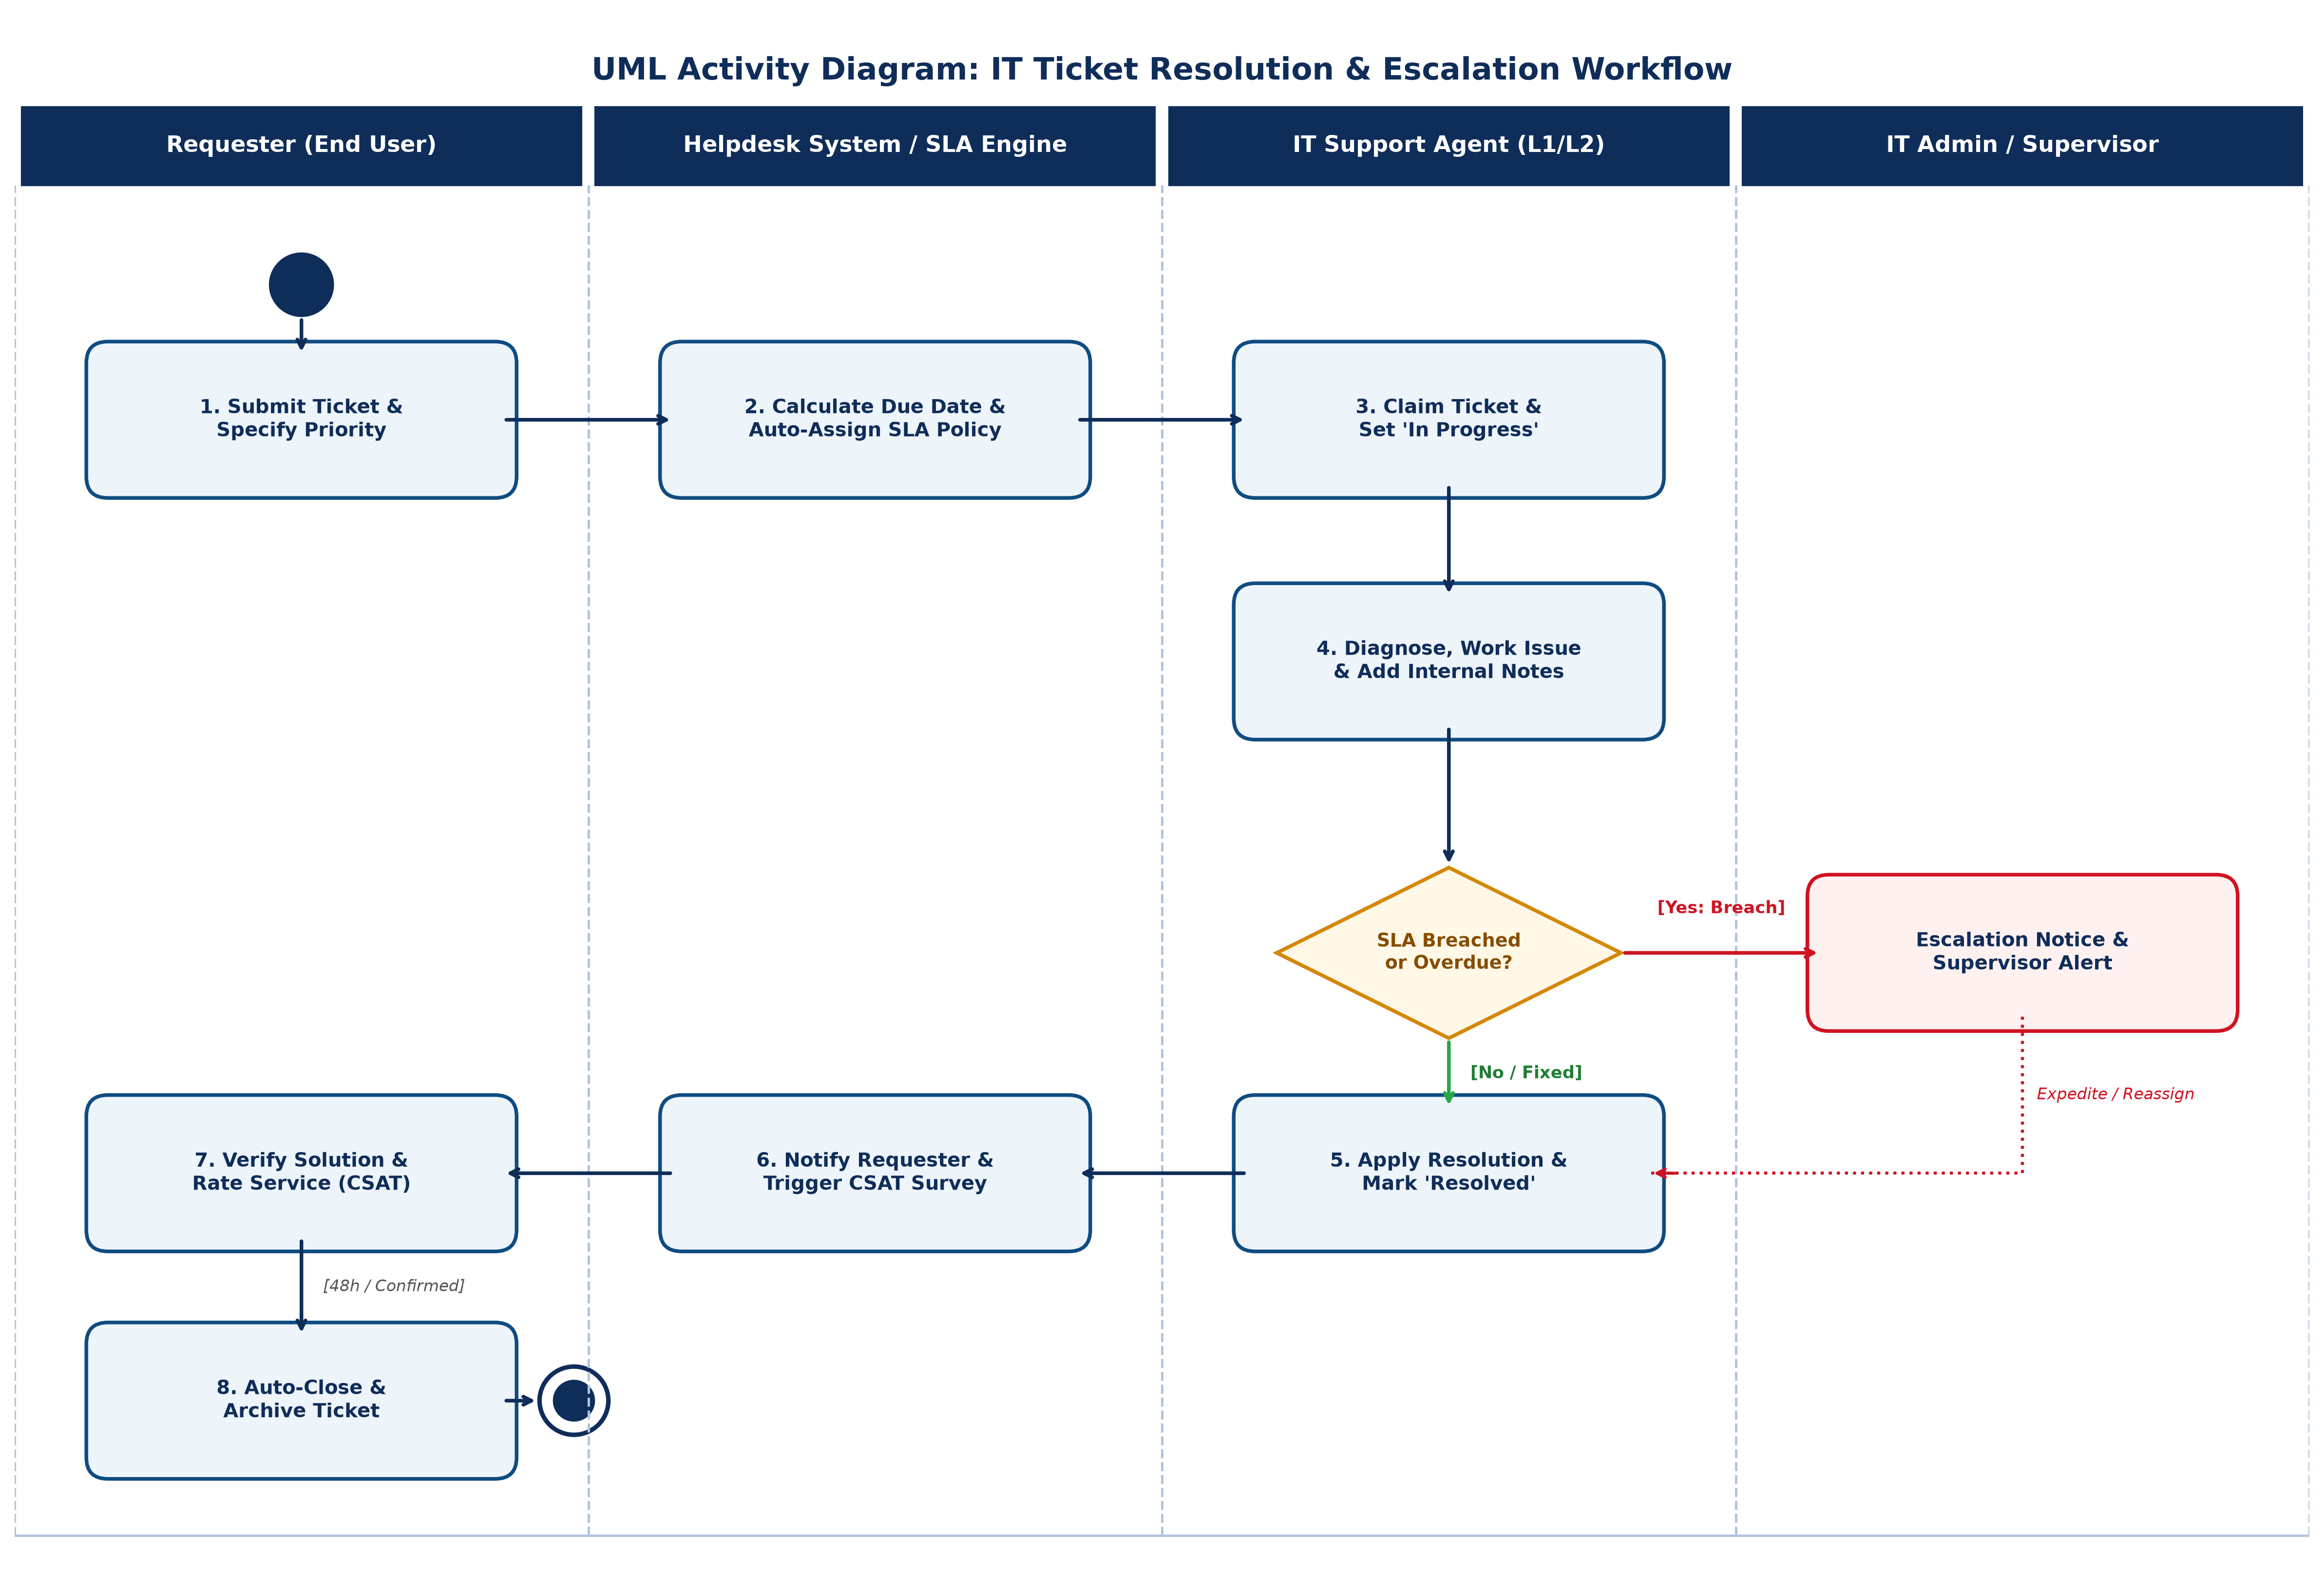 UML Activity Diagram: IT Ticket Resolution & Escalation Workflow
Requester (End User)
Helpdesk System / SLA Engine
IT Support Agent (L1/L2)
IT Admin / Supervisor
1. Submit Ticket &
Specify Priority
2. Calculate Due Date &
Auto-Assign SLA Policy
3. Claim Ticket &
Set 'In Progress'
4. Diagnose, Work Issue
& Add Internal Notes
SLA Breached
or Overdue?
[Yes: Breach]
Escalation Notice &
Supervisor Alert
[No / Fixed]
Expedite / Reassign
5. Apply Resolution &
Mark 'Resolved'
6. Notify Requester &
Trigger CSAT Survey
7. Verify Solution &
Rate Service (CSAT)
[48h / Confirmed]
8. Auto-Close &
Archive Ticket